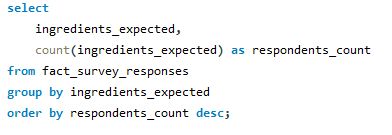 select
ingredients_expected,
count(ingredients_expected) as respondents_count
from fact_survey_responses
group by ingredients_expected
order by respondents_count desc;